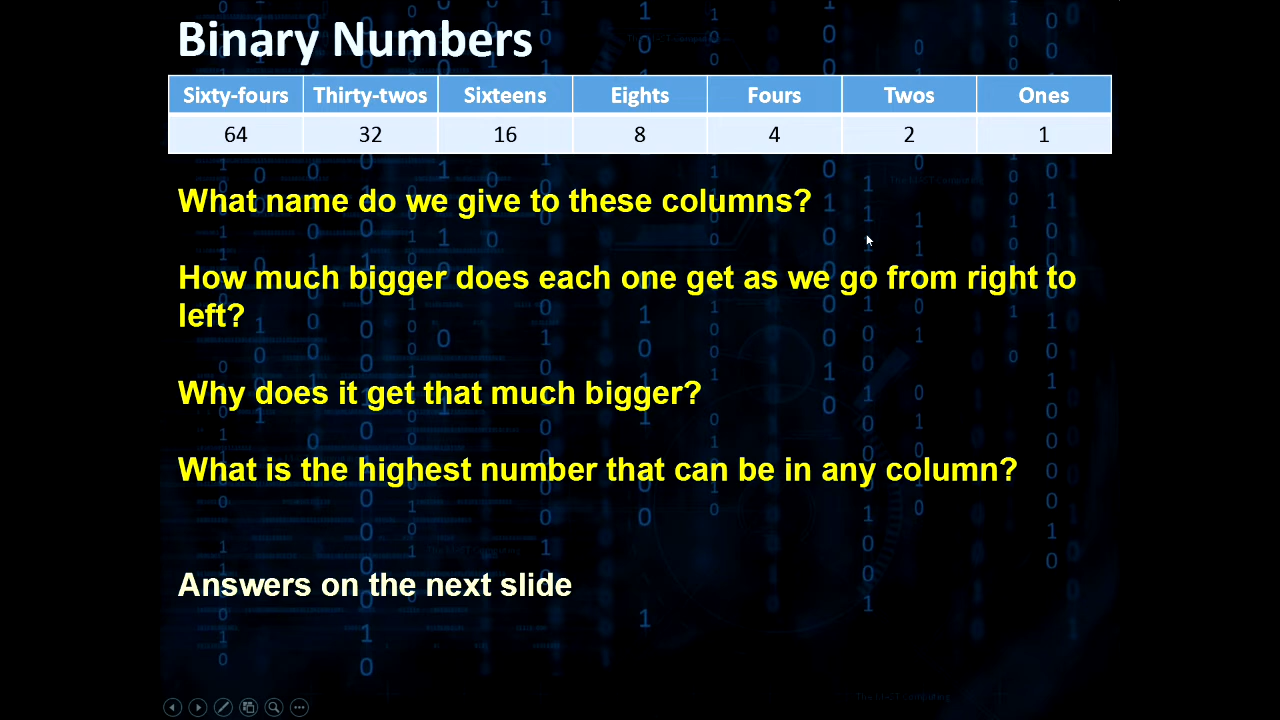 Binary Numbers
Sixty-fours Thirty-twos Sixteens Eights Fours Twos Ones
64 32 16 8 4 2 1
What name do we give to these columns?
How much bigger does each one get as we go from right to
left?
Why does it get that much bigger?
What is the highest number that can be in any column?
Answers on the next slide